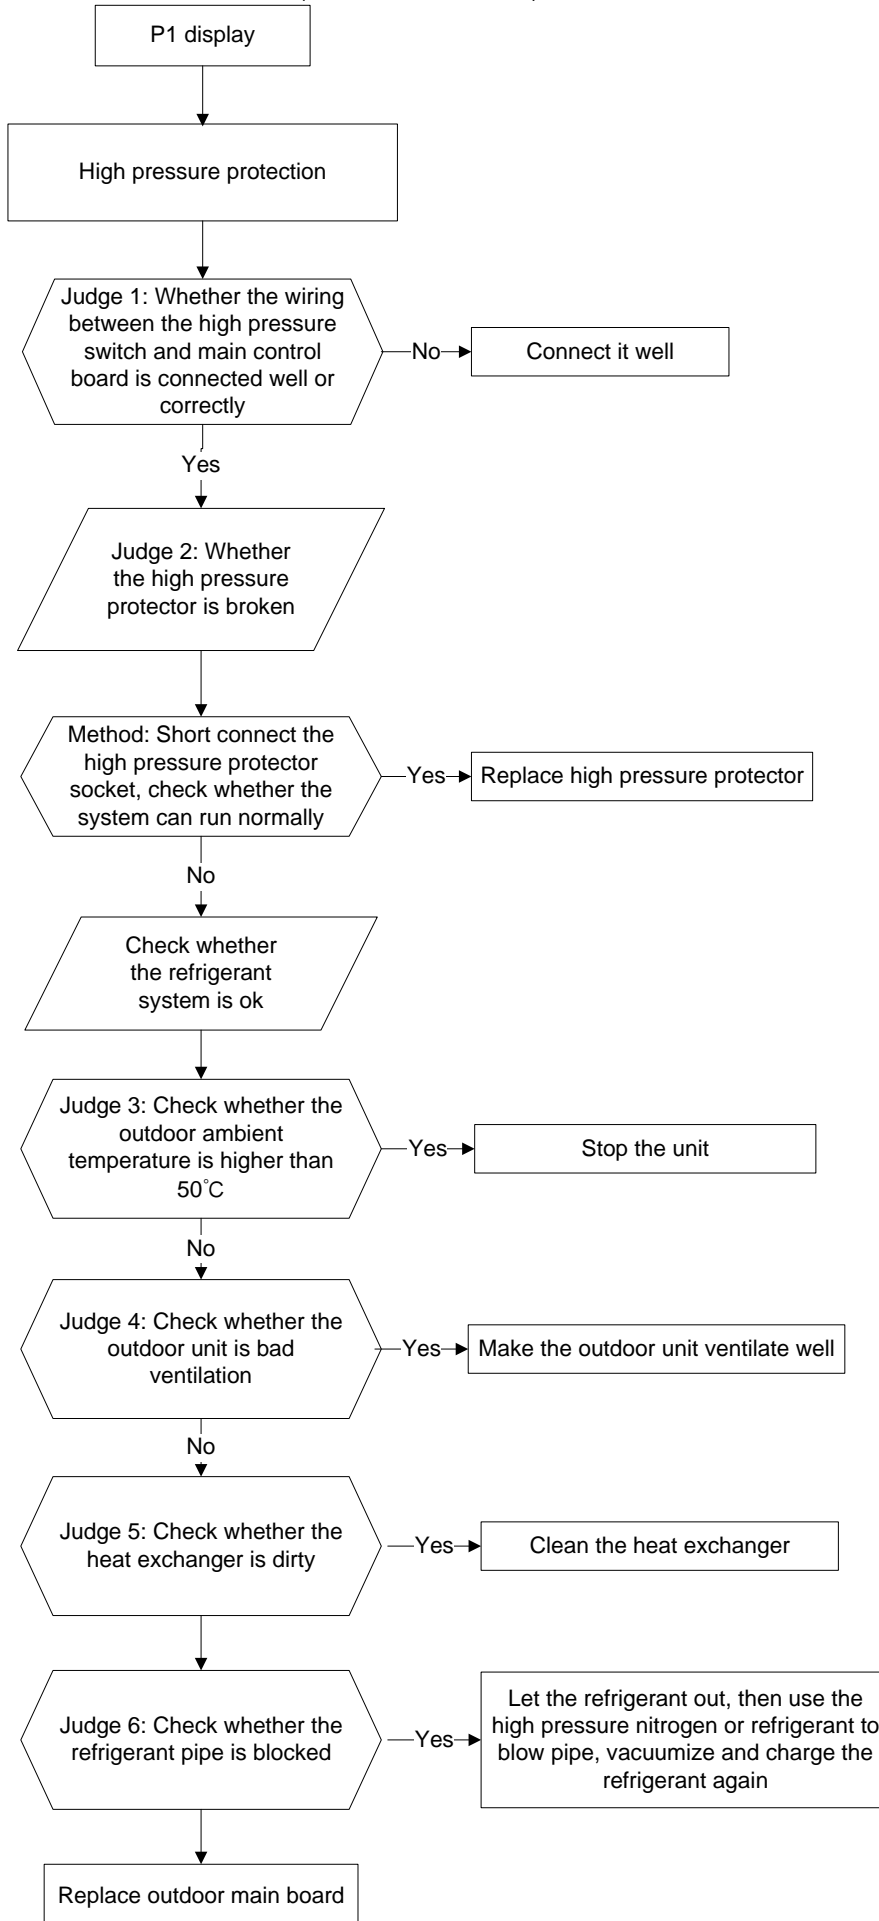 P1 display
High pressure protection
Judge 1: Whether the wiring
between the high pressure
switch and main control
board is connected well or
correctly
No
Connect it well
Yes
Judge 2: Whether
the high pressure
protector is broken
Method: Short connect the
high pressure protector
socket, check whether the
system can run normally
Yes
Replace high pressure protector
No
Check whether
the refrigerant
system is ok
Judge 3: Check whether the
outdoor ambient
temperature is higher than
50℃
Yes
Stop the unit
No
Judge 4: Check whether the
outdoor unit is bad
ventilation
Yes
Make the outdoor unit ventilate well
No
Judge 5: Check whether the
heat exchanger is dirty
Yes
Clean the heat exchanger
Judge 6: Check whether the
refrigerant pipe is blocked
Yes
Let the refrigerant out, then use the
high pressure nitrogen or refrigerant to
blow pipe, vacuumize and charge the
refrigerant again
Replace outdoor main board